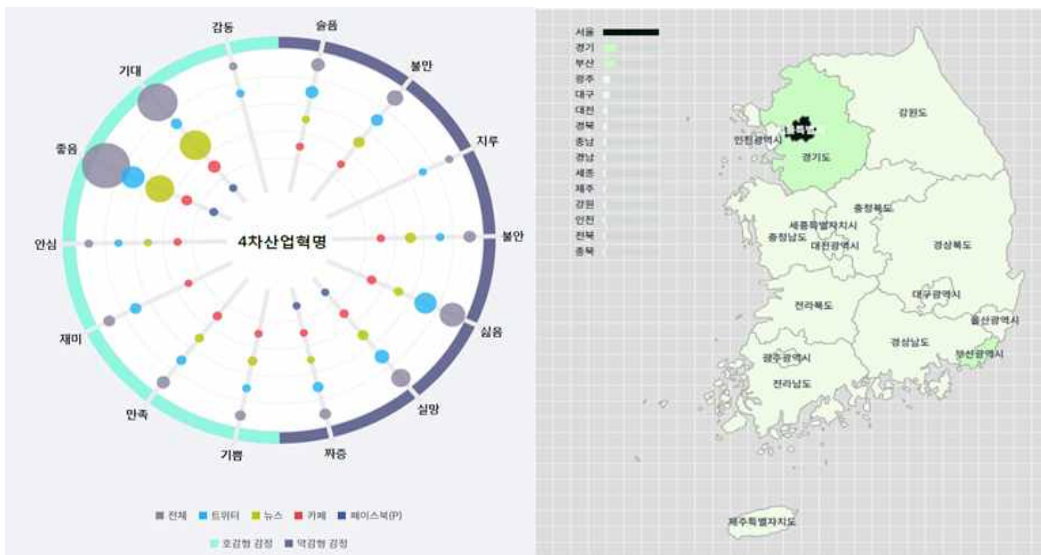 감동
슬픔
기대
불만
좋음
지루
안심
4차산업혁명
불안
재미
싫음
만족
실망
기쁨
짜증
전체 트위터 뉴스 카페 페이스북(P)
호감형 감정 악감형 감정
서울
경기
부산
광주
대구
대전
경북
충남
경남
세종
제주
강원
인천
전북
충북
강원도
인천광역시
경기도
충청북도
세종특별자치시
충청남도
대전광역시
경상북도
대구광역시
전라북도
울산광역시
경상남도
부산광역시
광주광역시
전라남도
제주특별자치도